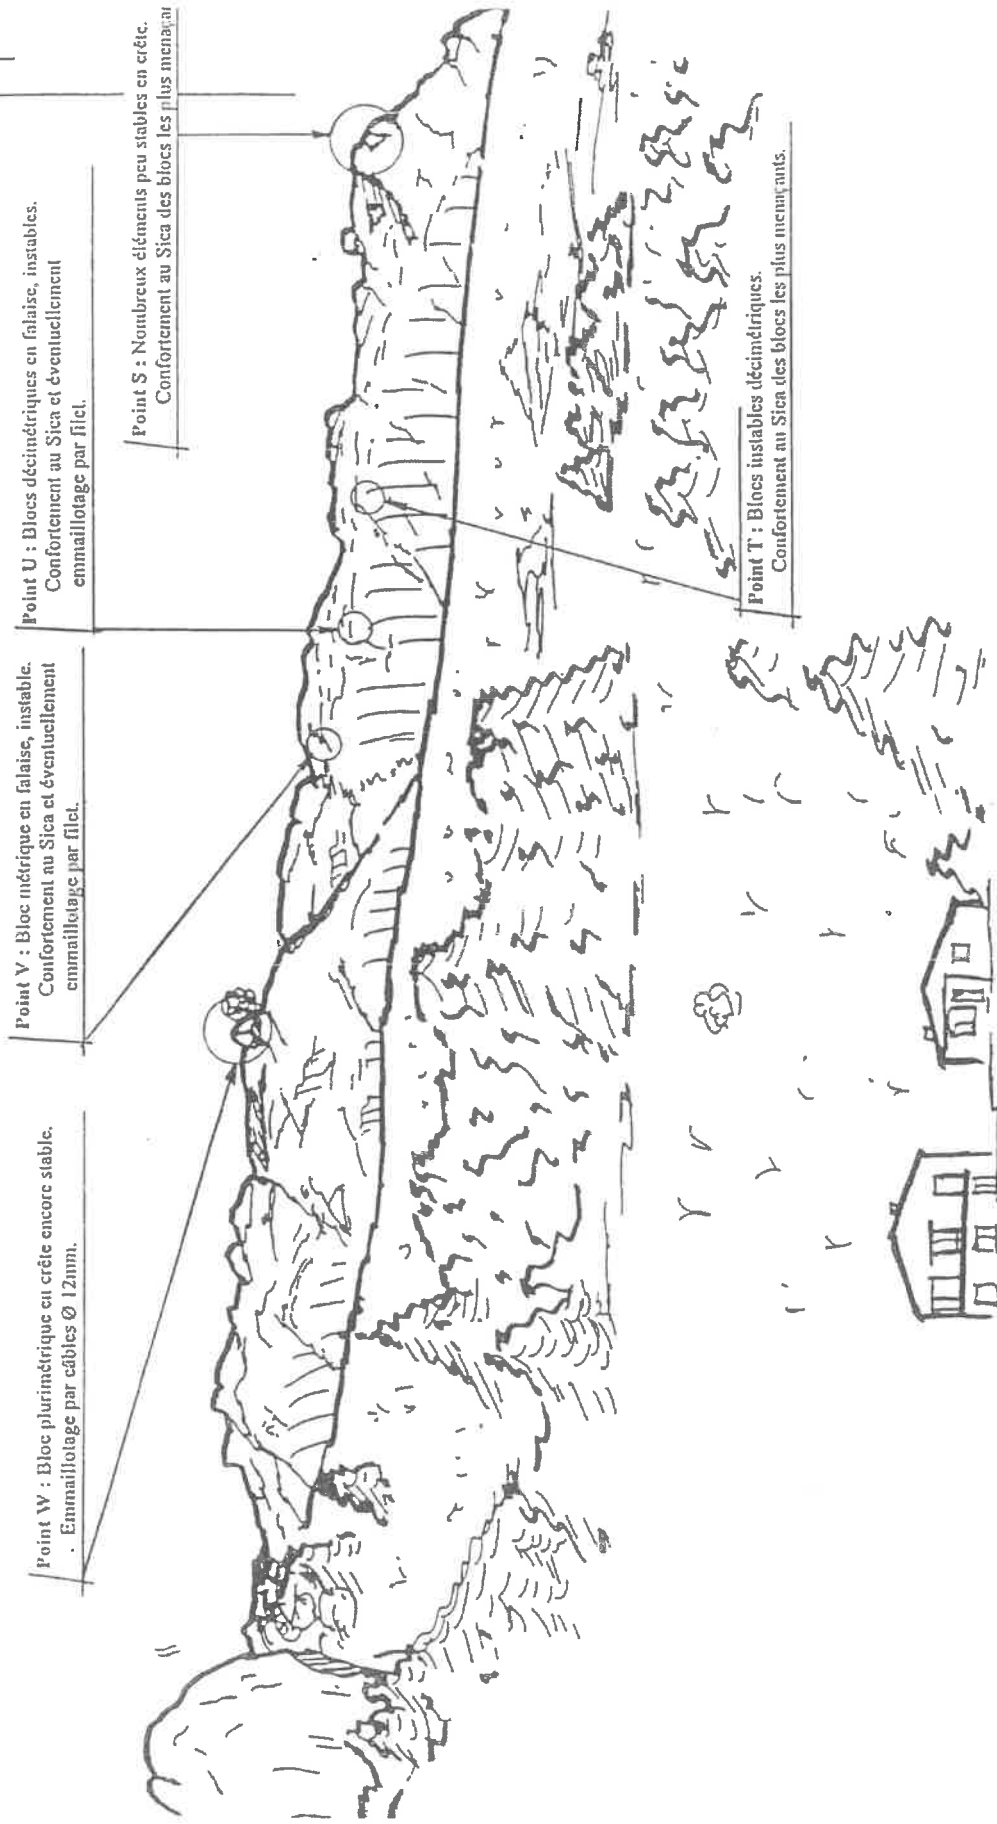 Point W : Bloc plurimétrique en crête encore stable.
. Emmaillotage par câbles Ø 12mm.
Point V : Bloc métrique en falaise, instable.
Confortement au Sica et éventuellement
emmaillotage par filet.
Point U : Blocs décimétriques en falaise, instables.
Confortement au Sica et éventuellement
emmaillotage par filet.
Point S : Nombreux éléments peu stables en crête.
Confortement au Sica des blocs les plus menaçan
Point T : Blocs instables décimétriques.
Confortement au Sica des blocs les plus menaçants.